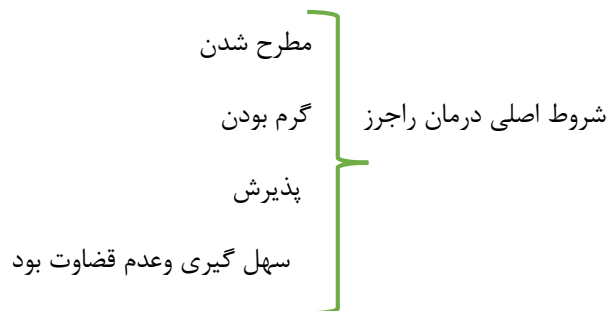 مطرح شدن
شروط اصلی درمان راجرز
گرم بودن
پذیرش
سهل گیری وعدم قضاوت بود